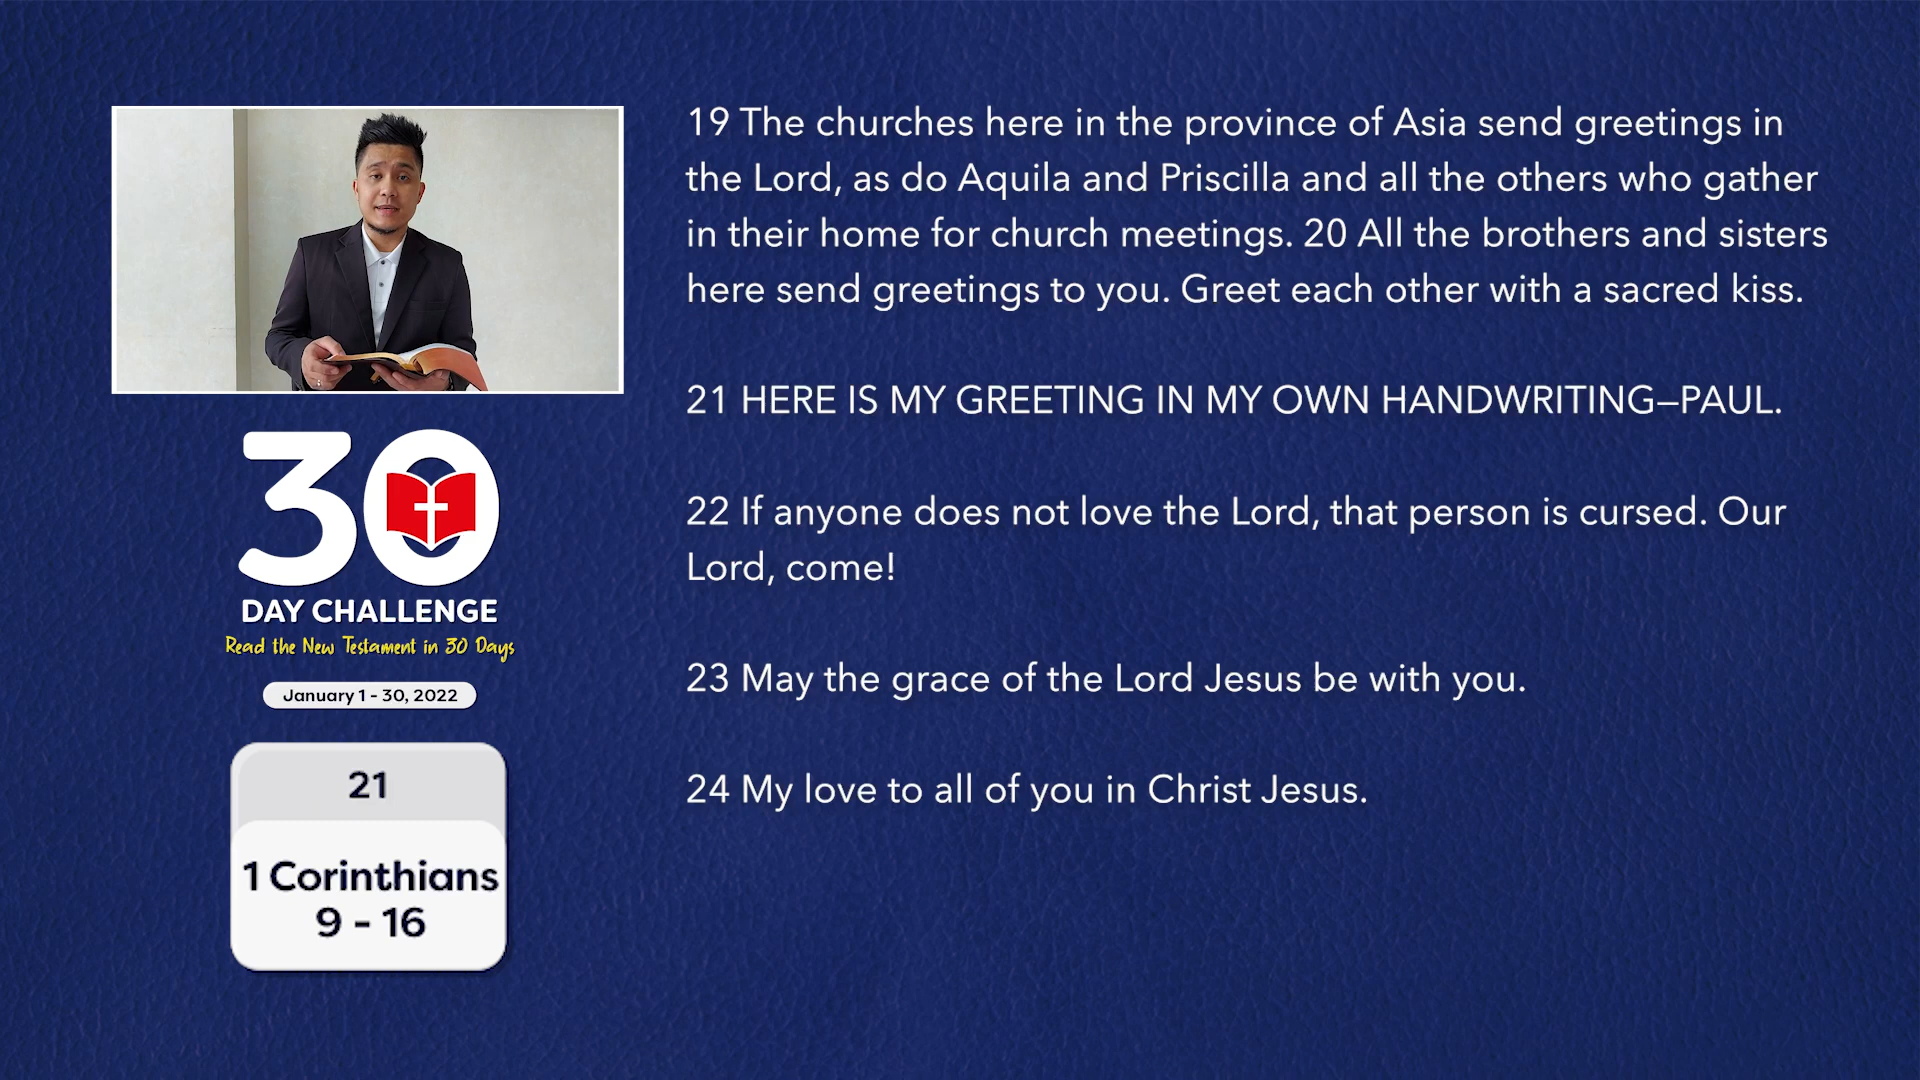 19 The churches here in the province of Asia send greetings in
the Lord, as do Aquila and Priscilla and all the others who gather
in their home for church meetings. 20 All the brothers and sisters
here send greetings to you. Greet each other with a sacred kiss.
21 HERE IS MY GREETING IN MY OWN HANDWRITING—PAUL.
22 If anyone does not love the Lord, that person is cursed. Our
Lord, come!
23 May the grace of the Lord Jesus be with you.
24 My love to all of you in Christ Jesus.
30
DAY CHALLENGE
Read the New Testament in 30 Days
January 1 - 30, 2022
21
1 Corinthians
9 - 16